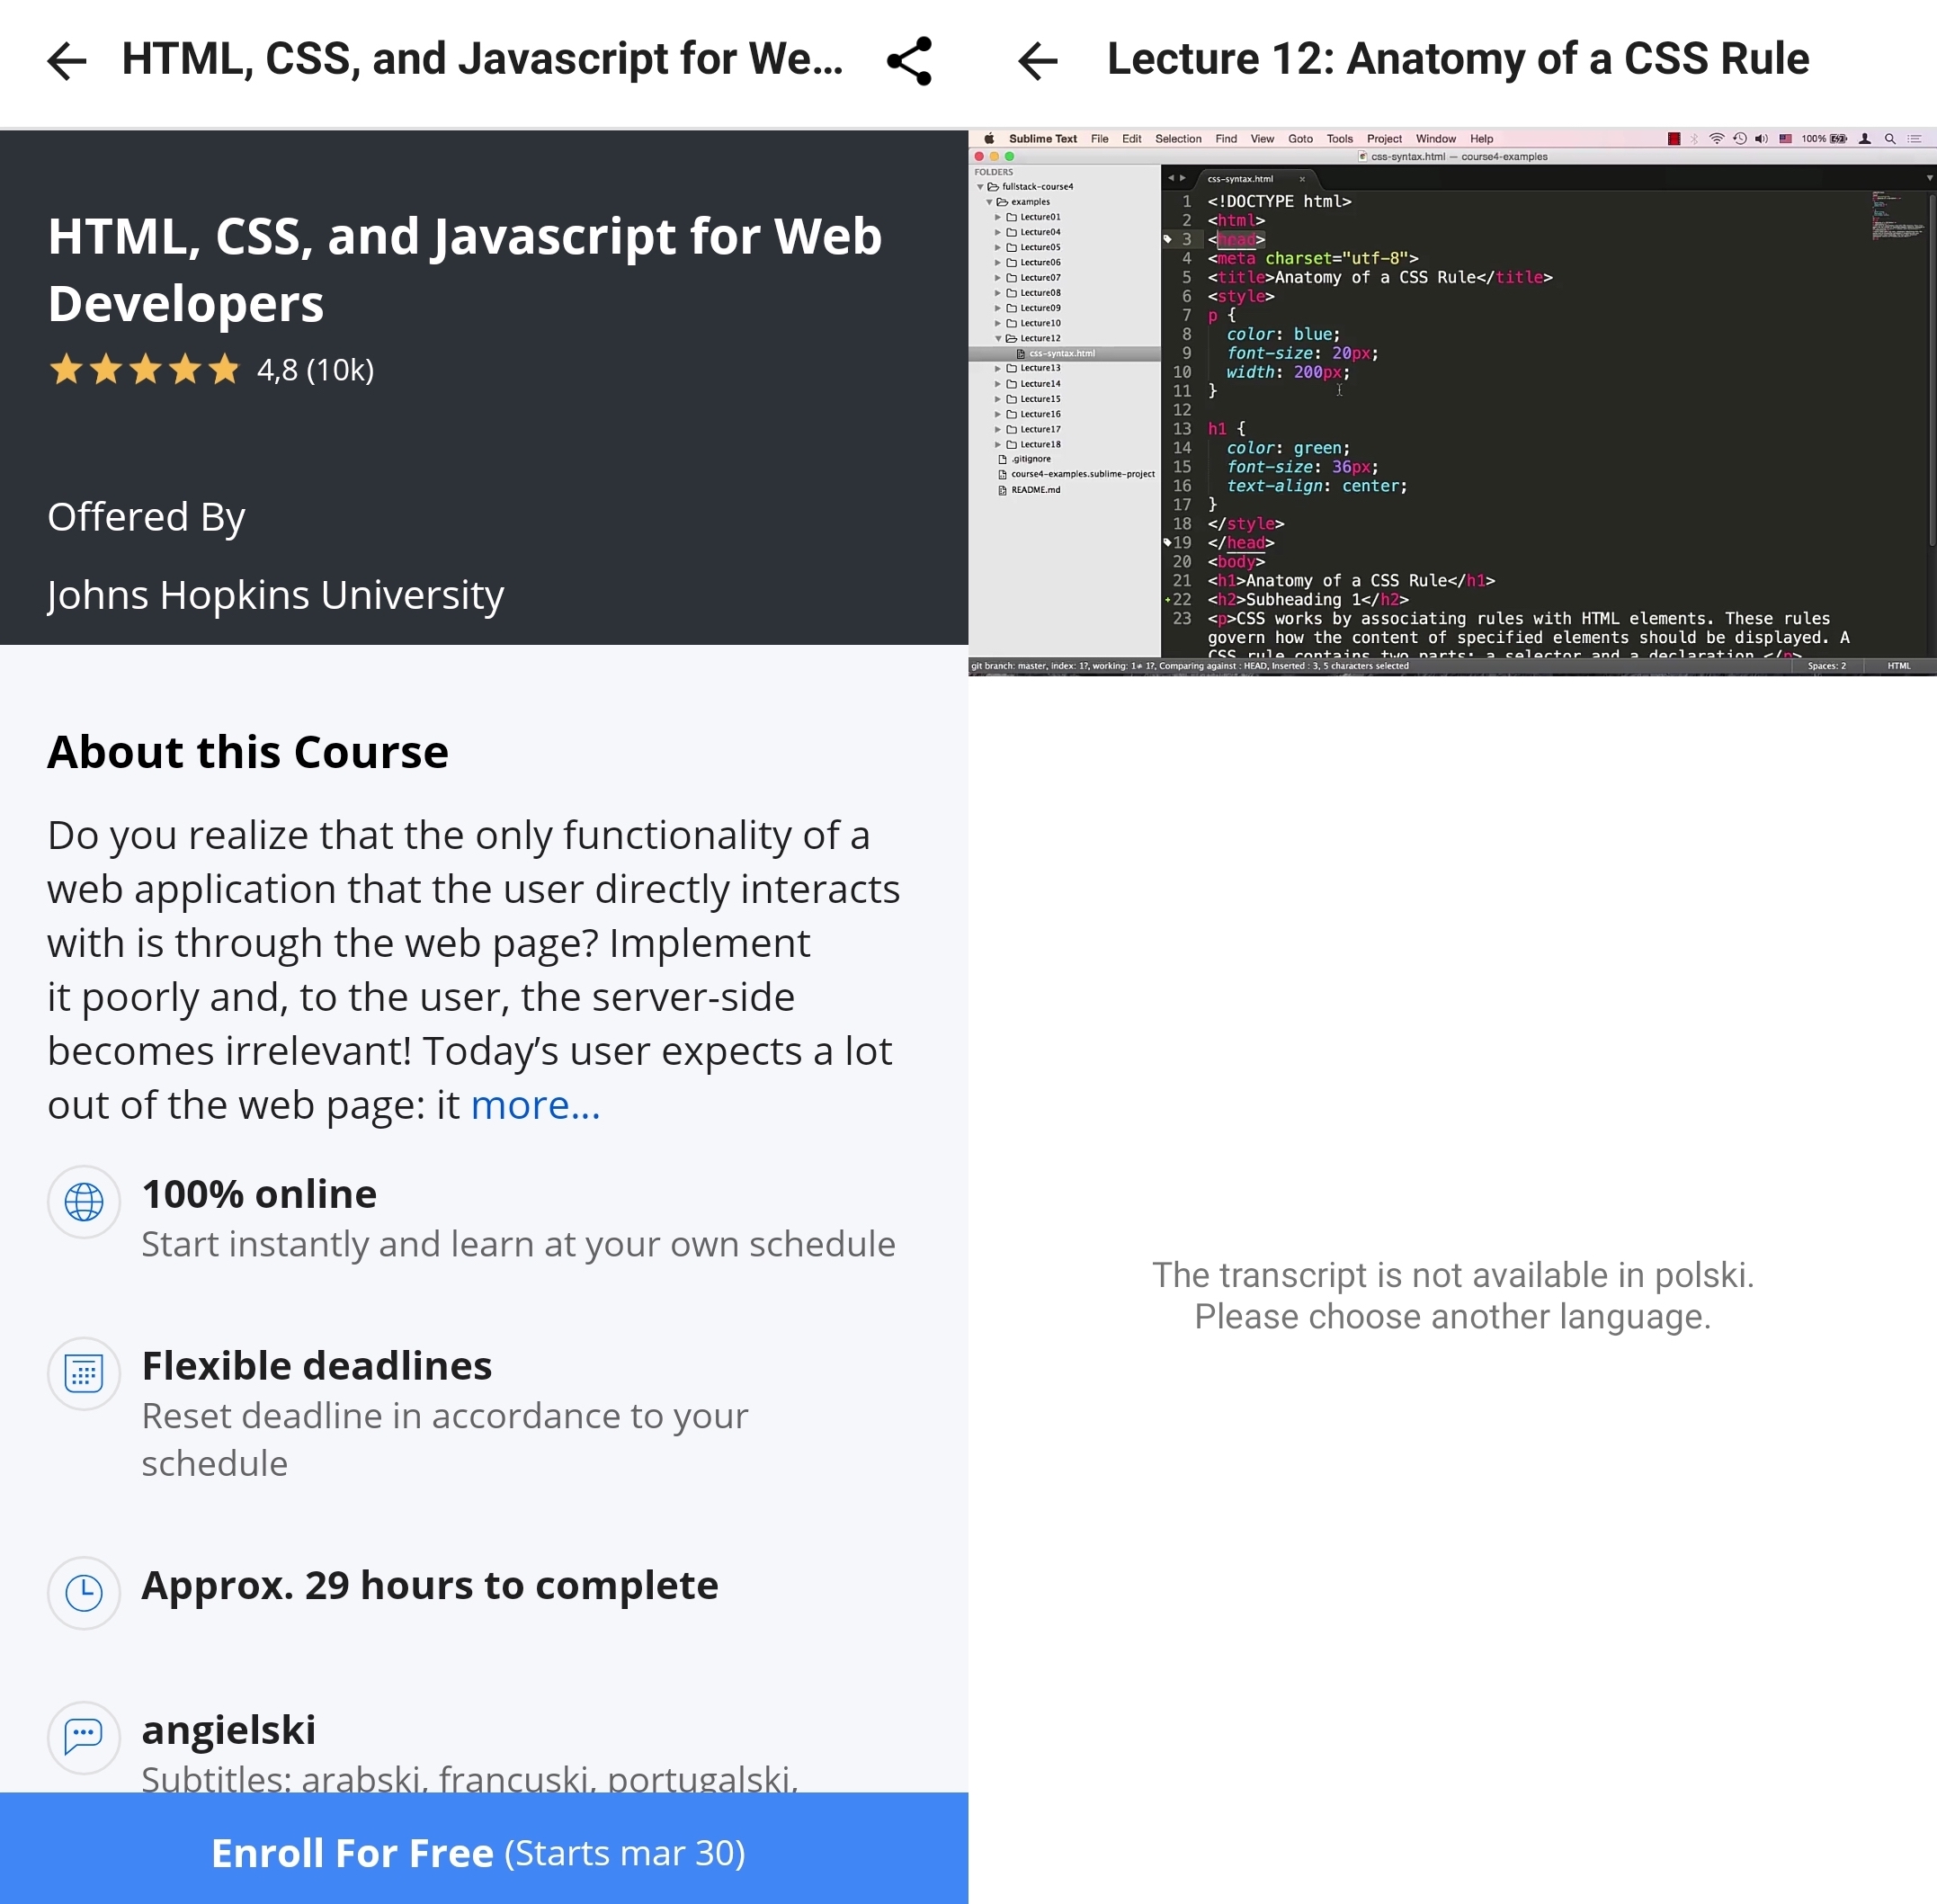 HTML, CSS, and Javascript for We...
HTML, CSS, and Javascript for Web
Developers
4,8 (10k)
Offered By
Johns Hopkins University
About this Course
Do you realize that the only functionality of a
web application that the user directly interacts
with is through the web page? Implement
it poorly and, to the user, the server-side
becomes irrelevant! Today’s user expects a lot
out of the web page: it more...
100% online
Start instantly and learn at your own schedule
Flexible deadlines
Reset deadline in accordance to your
schedule
Approx. 29 hours to complete
angielski
Subtitles: arabski, francuski, portugalski,
Enroll For Free (Starts mar 30)
Lecture 12: Anatomy of a CSS Rule
Sublime Text File Edit Selection Find View Goto Tools Project Window Help 100%
css-syntax.html — course4-examples
FOLDERS
fullstack-course4
examples
Lecture01
Lecture04
Lecture05
Lecture06
Lecture07
Lecture08
Lecture09
Lecture10
Lecture12
css-syntax.html
Lecture13
Lecture14
Lecture15
Lecture16
Lecture17
Lecture18
.gitignore
course4-examples.sublime-project
README.md
css-syntax.html
1 <!DOCTYPE html>
2 <html>
3 <head>
4 <meta charset="utf-8">
5 <title>Anatomy of a CSS Rule</title>
6 <style>
7 p {
8 color: blue;
9 font-size: 20px;
10 width: 200px;
11 }
12
13 h1 {
14 color: green;
15 font-size: 36px;
16 text-align: center;
17 }
18 </style>
19 </head>
20 <body>
21 <h1>Anatomy of a CSS Rule</h1>
22 <h2>Subheading 1</h2>
23 <p>CSS works by associating rules with HTML elements. These rules
govern how the content of specified elements should be displayed. A
CSS rule contains two parts: a selector and a declaration.</p>
git branch: master, index: 1?, working: 1≠ 1?, Comparing against : HEAD, Inserted : 3, 5 characters selected
Spaces: 2 HTML
The transcript is not available in polski.
Please choose another language.